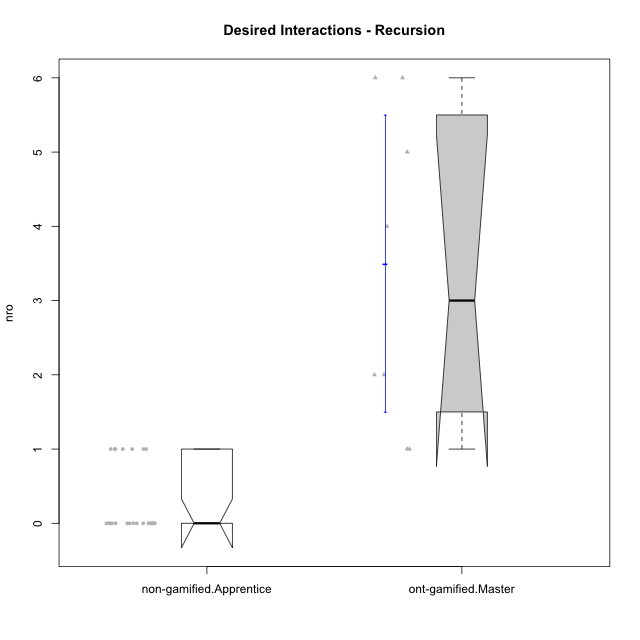 Desired Interactions - Recursion
nro
6
5
4
3
2
1
0
non-gamified.Apprentice
ont-gamified.Master